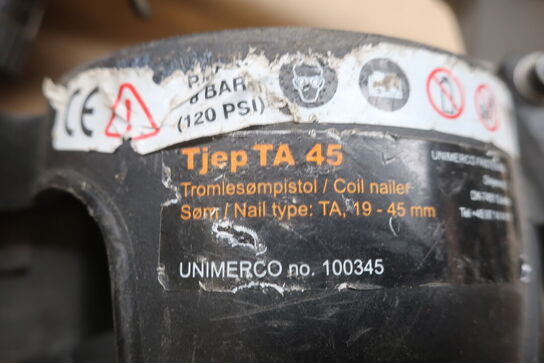 CE
8 BAR
(120 PSI)
Tjep TA 45
Tromlesømpistol / Coil nailer
Søm / Nail type: TA, 19 - 45 mm
UNIMERCO no. 100345
UNIMERCO